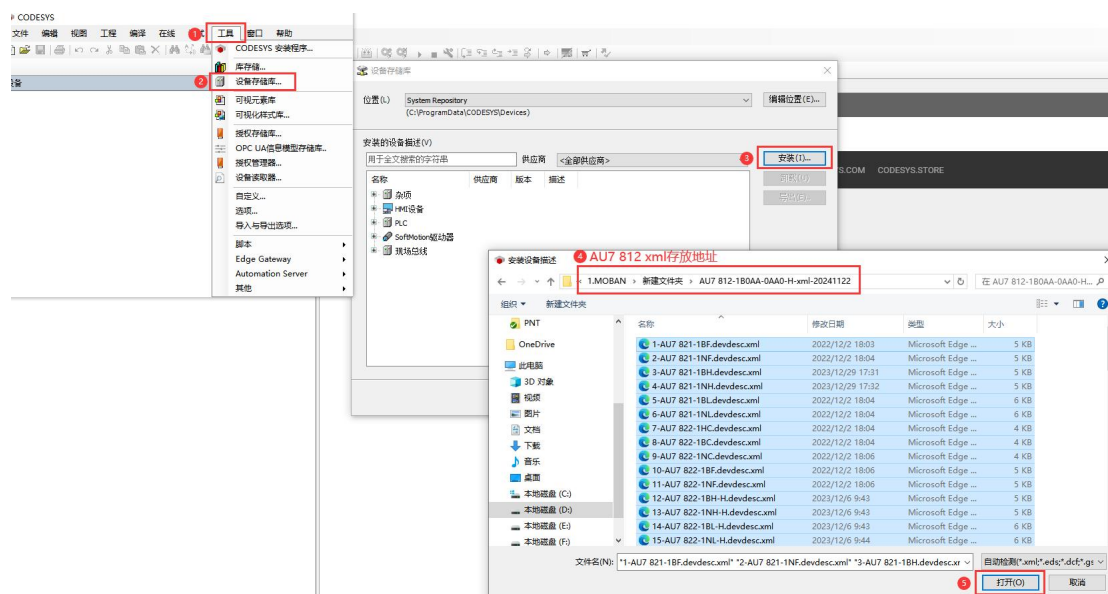 CODESYS
文件 编辑 视图 工程 编译 在线 工具 窗口 帮助
1
CODESYS 安装程序...
库存储...
2 设备存储库...
可视元素库
可视化样式库...
授权存储库...
OPC UA信息模型存储库..
授权管理器...
设备读取器...
自定义...
选项...
导入与导出选项...
脚本
Edge Gateway
Automation Server
其他
设备存储库
位置(L) System Repository 编辑位置(E)...
(C:\ProgramData\CODESYS\Devices)
安装的设备描述(V)
用于全文搜索的字符串 供应商 <全部供应商> 3 安装(I)...
名称 供应商 版本 描述
杂项
HMI设备
PLC
SoftMotion驱动器
现场总线
S.COM CODESYS.STORE
安装设备描述 4 AU7 812 xml存放地址
« 1.MOBAN › 新建文件夹 › AU7 812-1B0AA-0AA0-H-xml-20241122 在 AU7 812-1B0AA-0AA0-H...
组织 新建文件夹
PNT
OneDrive
此电脑
3D 对象
视频
图片
文档
下载
音乐
桌面
本地磁盘 (C:)
本地磁盘 (D:)
本地磁盘 (E:)
本地磁盘 (F:)
名称 修改日期 类型 大小
1-AU7 821-1BF.devdesc.xml 2022/12/2 18:03 Microsoft Edge ... 5 KB
2-AU7 821-1NF.devdesc.xml 2022/12/2 18:04 Microsoft Edge ... 5 KB
3-AU7 821-1BH.devdesc.xml 2023/12/29 17:31 Microsoft Edge ... 5 KB
4-AU7 821-1NH.devdesc.xml 2023/12/29 17:32 Microsoft Edge ... 5 KB
5-AU7 821-1BL.devdesc.xml 2022/12/2 18:04 Microsoft Edge ... 6 KB
6-AU7 821-1NL.devdesc.xml 2022/12/2 18:04 Microsoft Edge ... 6 KB
7-AU7 822-1HC.devdesc.xml 2022/12/2 18:04 Microsoft Edge ... 4 KB
8-AU7 822-1BC.devdesc.xml 2022/12/2 18:04 Microsoft Edge ... 4 KB
9-AU7 822-1NC.devdesc.xml 2022/12/2 18:06 Microsoft Edge ... 4 KB
10-AU7 822-1BF.devdesc.xml 2022/12/2 18:06 Microsoft Edge ... 5 KB
11-AU7 822-1NF.devdesc.xml 2022/12/2 18:06 Microsoft Edge ... 5 KB
12-AU7 822-1BH-H.devdesc.xml 2023/12/6 9:43 Microsoft Edge ... 5 KB
13-AU7 822-1NH-H.devdesc.xml 2023/12/6 9:43 Microsoft Edge ... 5 KB
14-AU7 822-1BL-H.devdesc.xml 2023/12/6 9:43 Microsoft Edge ... 6 KB
15-AU7 822-1NL-H.devdesc.xml 2023/12/6 9:44 Microsoft Edge ... 6 KB
文件名(N): "1-AU7 821-1BF.devdesc.xml" "2-AU7 821-1NF.devdesc.xml" "3-AU7 821-1BH.devdesc.xr 自动检测(*.xml;*.eds;*.dcf;*.gs
5 打开(O) 取消